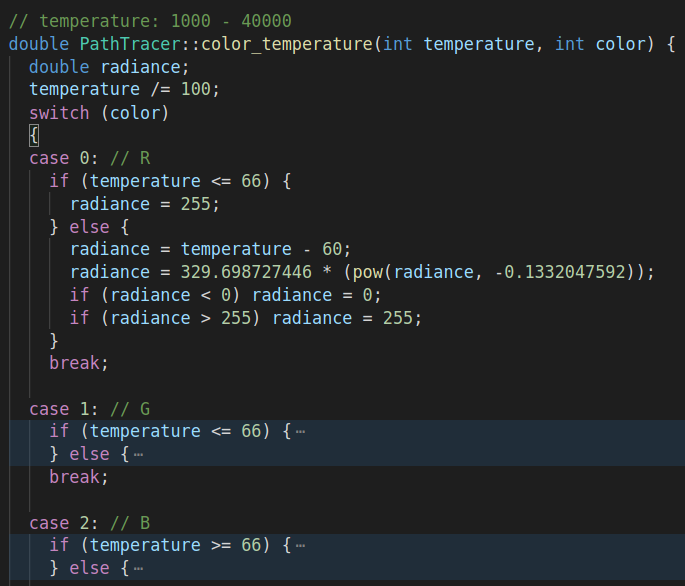 // temperature: 1000 - 40000
double PathTracer::color_temperature(int temperature, int color) {
  double radiance;
  temperature /= 100;
  switch (color)
  {
  case 0: // R
    if (temperature <= 66) {
      radiance = 255;
    } else {
      radiance = temperature - 60;
      radiance = 329.698727446 * (pow(radiance, -0.1332047592));
      if (radiance < 0) radiance = 0;
      if (radiance > 255) radiance = 255;
    }
    break;
  case 1: // G
    if (temperature <= 66) {⋯
    } else {⋯
    break;
  case 2: // B
    if (temperature >= 66) {⋯
    } else {⋯